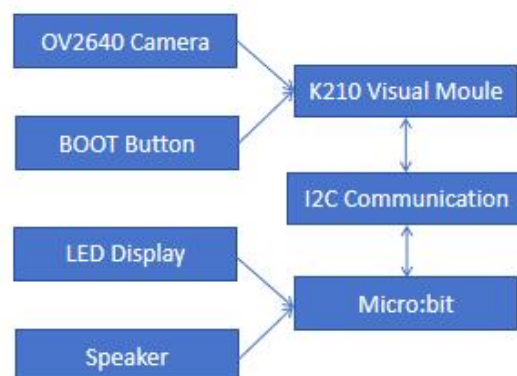 OV2640 Camera
K210 Visual Moule
BOOT Button
I2C Communication
LED Display
Micro:bit
Speaker